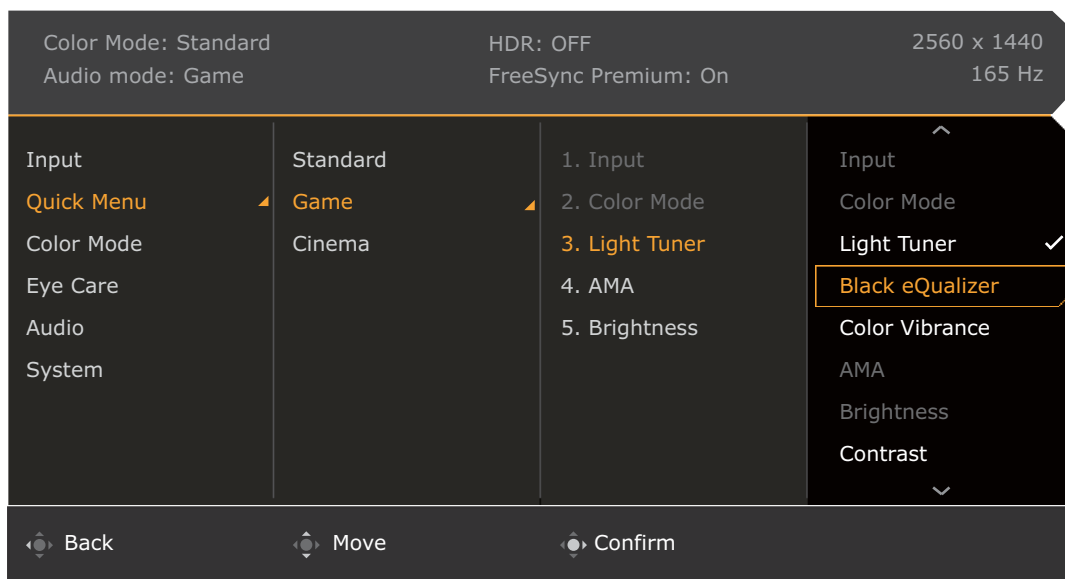 Color Mode: Standard
HDR: OFF
2560 x 1440
Audio mode: Game
FreeSync Premium: On
165 Hz
Input
Quick Menu
Color Mode
Eye Care
Audio
System
Standard
Game
Cinema
1. Input
2. Color Mode
3. Light Tuner
4. AMA
5. Brightness
Input
Color Mode
Light Tuner
Black eQualizer
Color Vibrance
AMA
Brightness
Contrast
Back
Move
Confirm